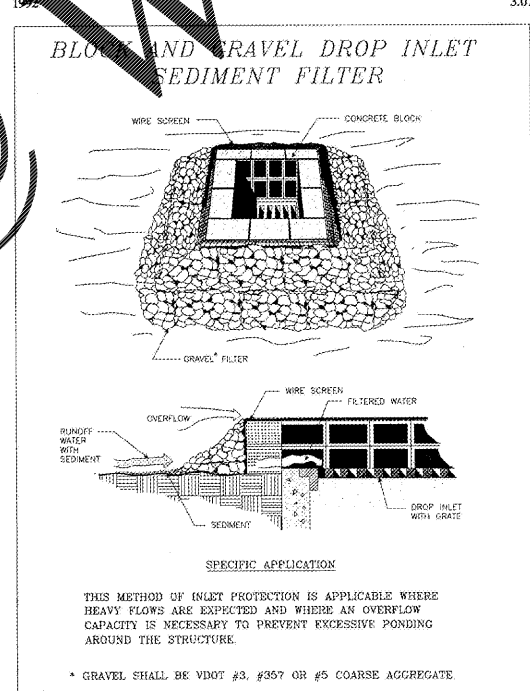 1992 3.07
BLOCK AND GRAVEL DROP INLET
SEDIMENT FILTER
WIRE SCREEN
CONCRETE BLOCK
GRAVEL* FILTER
WIRE SCREEN
FILTERED WATER
OVERFLOW
RUNOFF
WATER
WITH
SEDIMENT
SEDIMENT
DROP INLET
WITH GRATE
SPECIFIC APPLICATION
THIS METHOD OF INLET PROTECTION IS APPLICABLE WHERE
HEAVY FLOWS ARE EXPECTED AND WHERE AN OVERFLOW
CAPACITY IS NECESSARY TO PREVENT EXCESSIVE PONDING
AROUND THE STRUCTURE.
* GRAVEL SHALL BE VDOT #3, #357 OR #5 COARSE AGGREGATE.